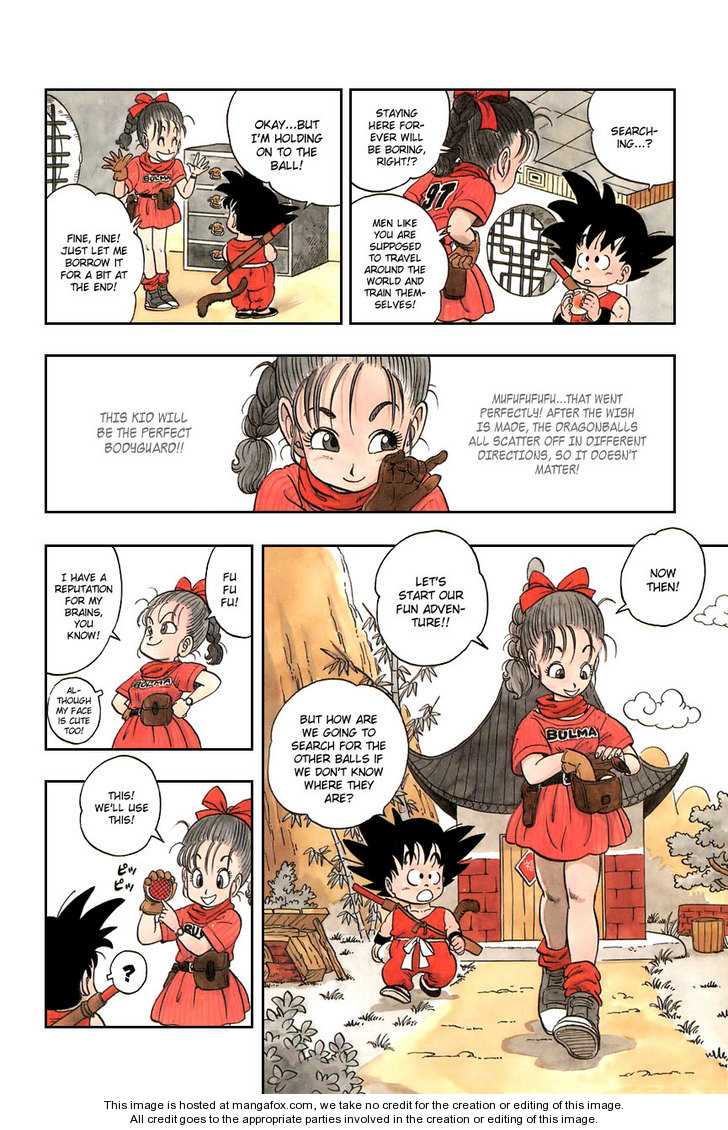 SEARCH-
ING...?
STAYING
HERE FOR-
EVER WILL
BE BORING,
RIGHT!?
97
MEN LIKE
YOU ARE
SUPPOSED
TO TRAVEL
AROUND
THE
WORLD AND
TRAIN THEM-
SELVES!
OKAY...BUT
I'M HOLDING
ON TO THE
BALL!
BULMA
FINE, FINE!
JUST LET ME
BORROW IT
FOR A BIT AT
THE END!
MUFUFUFUFU...THAT WENT
PERFECTLY! AFTER THE WISH
IS MADE, THE DRAGONBALLS
ALL SCATTER OFF IN DIFFERENT
DIRECTIONS, SO IT DOESN'T
MATTER!
THIS KID WILL
BE THE PERFECT
BODYGUARD!!
NOW
THEN!
LET'S
START OUR
FUN ADVEN-
TURE!!
BULMA
BUT HOW ARE
WE GOING TO
SEARCH FOR THE
OTHER BALLS IF
WE DON'T KNOW
WHERE THEY
ARE?
FU
FU
FU!
I HAVE A
REPUTATION
FOR MY
BRAINS,
YOU
KNOW!
BULMA
AL-
THOUGH
MY FACE
IS CUTE
TOO!
THIS!
WE'LL USE
THIS!
ピッ
ピッ
?
This image is hosted at mangafox.com, we take no credit for the creation or editing of this image.
All credit goes to the appropriate parties involved in the creation or editing of this image.